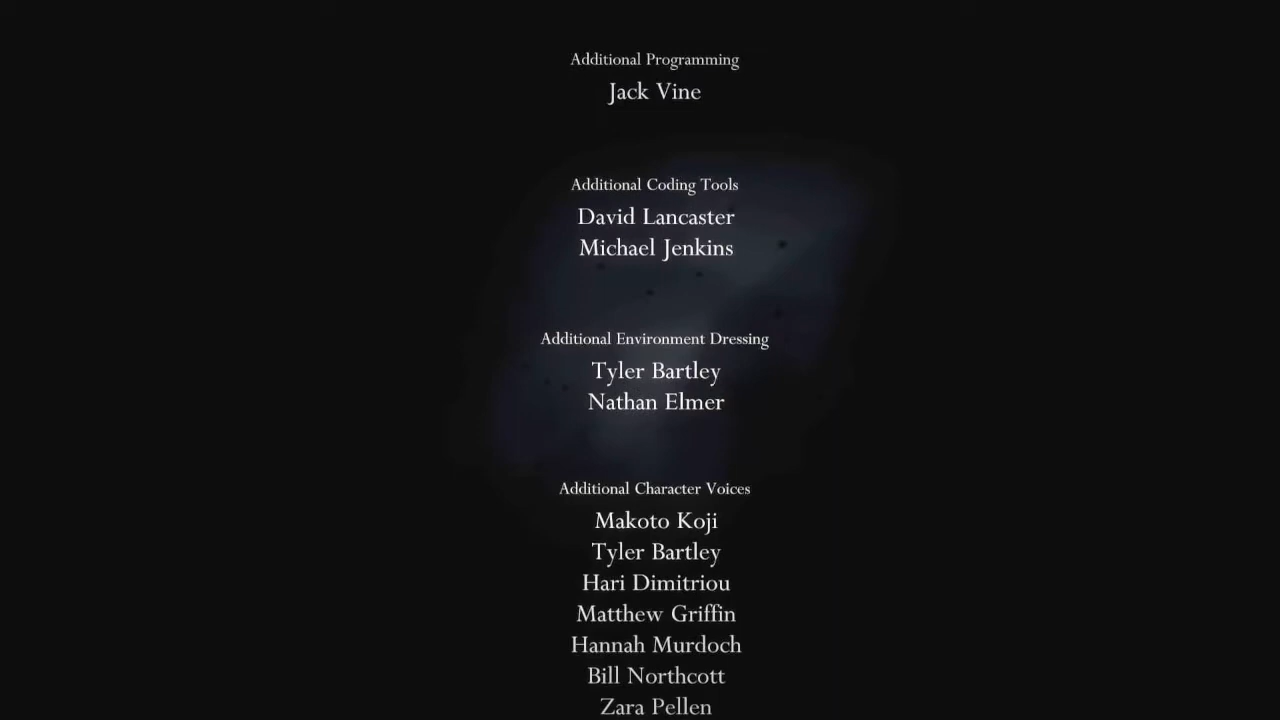 Additional Programming
Jack Vine
Additional Coding Tools
David Lancaster
Michael Jenkins
Additional Environment Dressing
Tyler Bartley
Nathan Elmer
Additional Character Voices
Makoto Koji
Tyler Bartley
Hari Dimitriou
Matthew Griffin
Hannah Murdoch
Bill Northcott
Zara Pellen